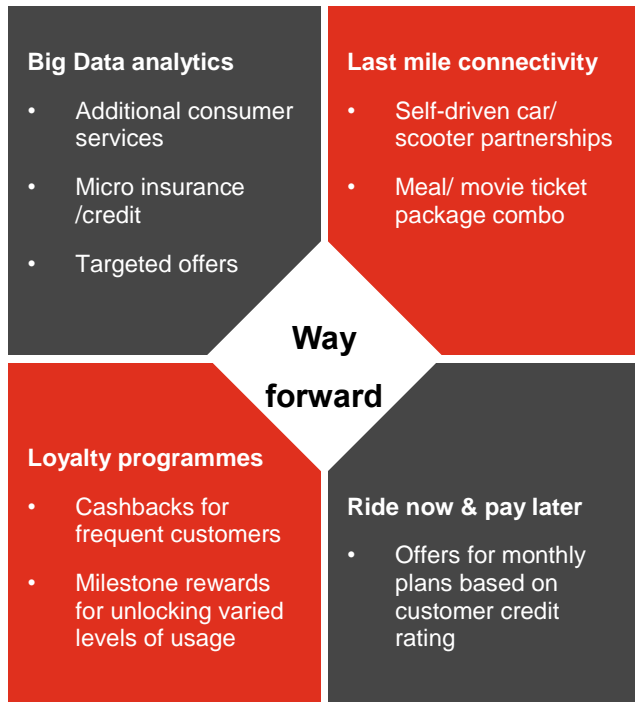 Big Data analytics
• Additional consumer
services
• Micro insurance
/credit
• Targeted offers
Last mile connectivity
• Self-driven car/
scooter partnerships
• Meal/ movie ticket
package combo
Way
forward
Loyalty programmes
• Cashbacks for
frequent customers
• Milestone rewards
for unlocking varied
levels of usage
Ride now & pay later
• Offers for monthly
plans based on
customer credit
rating